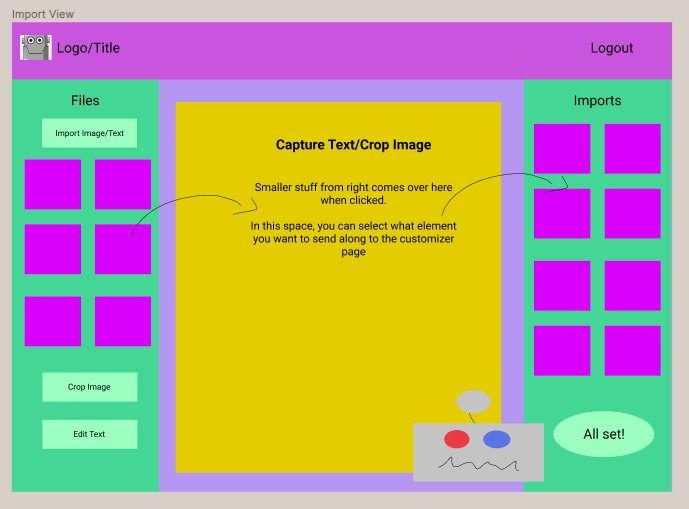 Import View
Logo/Title
Logout
Files
Import Image/Text
Crop Image
Edit Text
Capture Text/Crop Image
Smaller stuff from right comes over here
when clicked.
In this space, you can select what element
you want to send along to the customizer
page
Imports
All set!